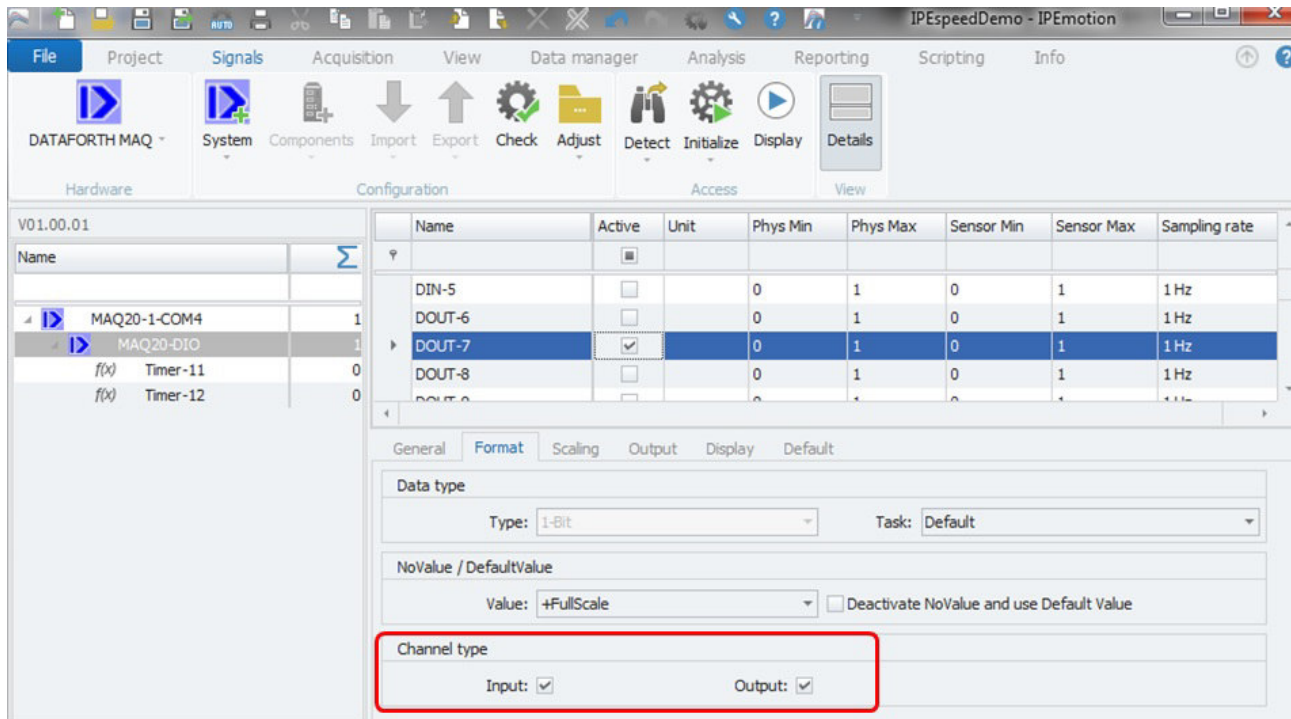 AUTO
IPEspeedDemo - IPEmotion
File Project Signals Acquisition View Data manager Analysis Reporting Scripting Info
DATAFORTH MAQ System Components Import Export Check Adjust Detect Initialize Display Details
Hardware Configuration Access View
V01.00.01
Name Σ
MAQ20-1-COM4 1
MAQ20-DIO 1
f(x) Timer-11 0
f(x) Timer-12 0
Name Active Unit Phys Min Phys Max Sensor Min Sensor Max Sampling rate
DIN-5 0 1 0 1 1 Hz
DOUT-6 0 1 0 1 1 Hz
DOUT-7 0 1 0 1 1 Hz
DOUT-8 0 1 0 1 1 Hz
General Format Scaling Output Display Default
Data type
Type: 1-Bit Task: Default
NoValue / DefaultValue
Value: +FullScale Deactivate NoValue and use Default Value
Channel type
Input: Output: